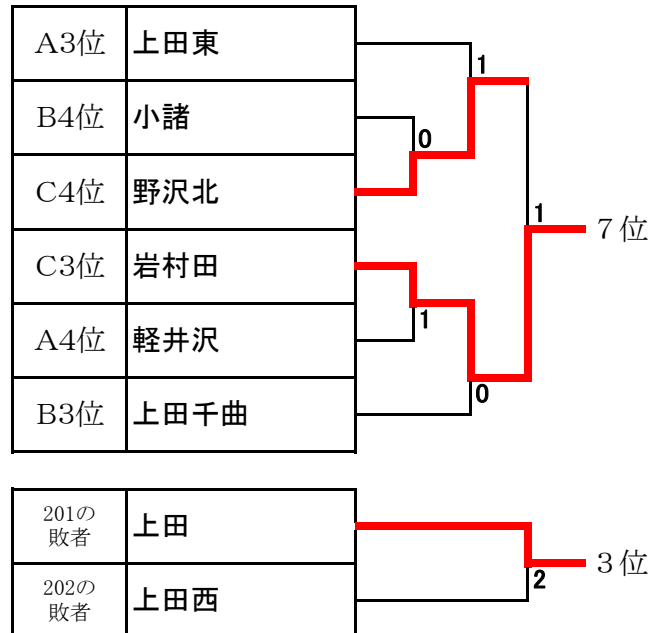 A3位 上田東
1
B4位 小諸
0
C4位 野沢北
1
7位
C3位 岩村田
1
A4位 軽井沢
0
B3位 上田千曲
201の
敗者
上田
3位
2
202の
敗者
上田西